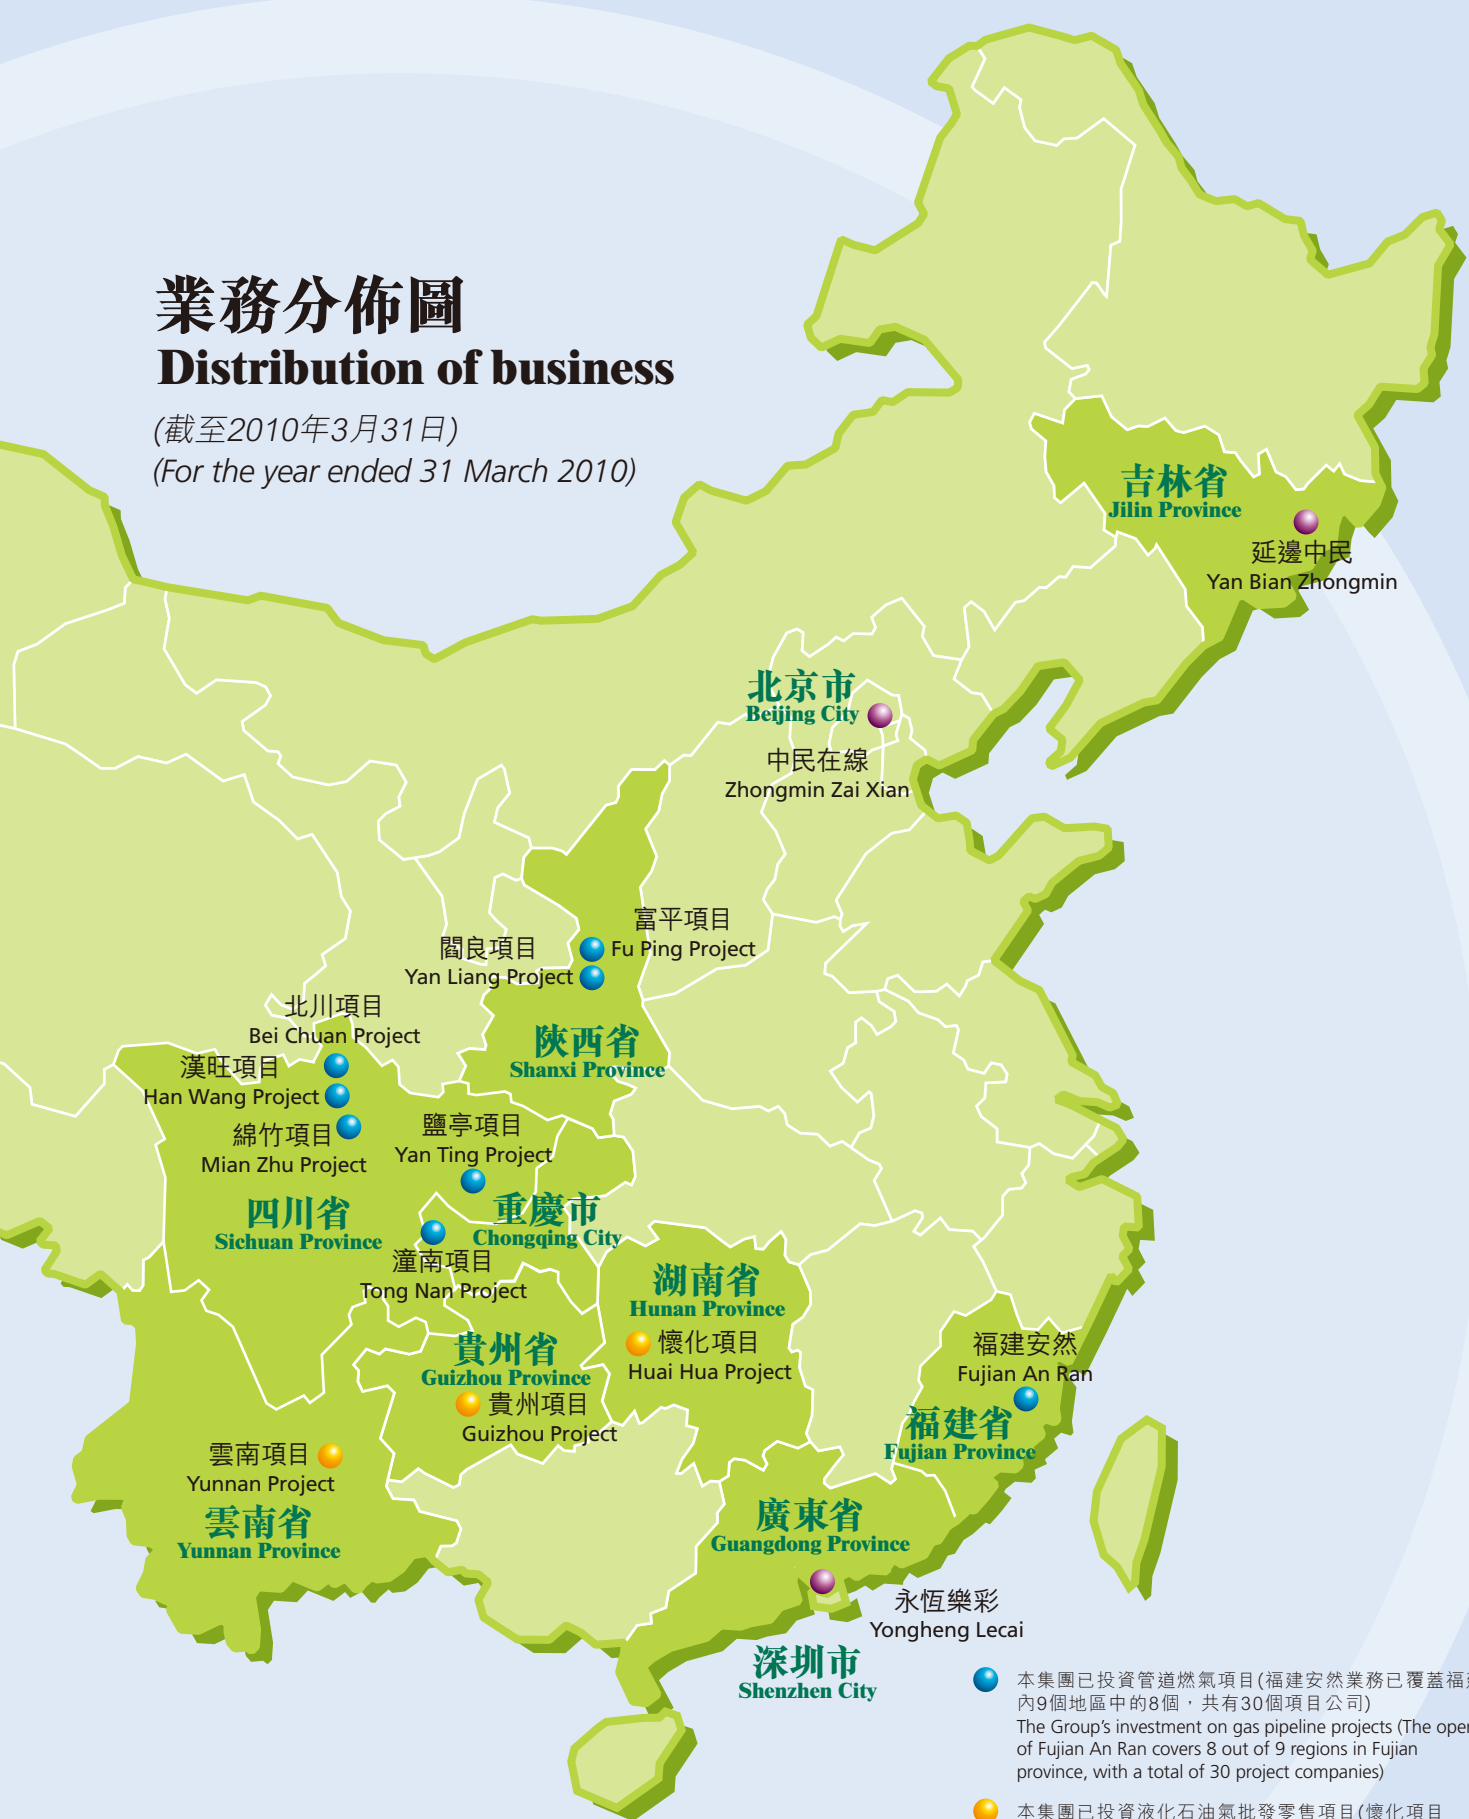 業務分佈圖
Distribution of business
(截至2010年3月31日)
(For the year ended 31 March 2010)
吉林省
Jilin Province
延邊中民
Yan Bian Zhongmin
北京市
Beijing City
中民在線
Zhongmin Zai Xian
富平項目
Fu Ping Project
閻良項目
Yan Liang Project
北川項目
Bei Chuan Project
陝西省
Shanxi Province
漢旺項目
Han Wang Project
綿竹項目
Mian Zhu Project
鹽亭項目
Yan Ting Project
四川省
Sichuan Province
重慶市
Chongqing City
潼南項目
Tong Nan Project
湖南省
Hunan Province
懷化項目
Huai Hua Project
貴州省
Guizhou Province
貴州項目
Guizhou Project
福建安然
Fujian An Ran
福建省
Fujian Province
雲南項目
Yunnan Project
雲南省
Yunnan Province
廣東省
Guangdong Province
永恆樂彩
Yongheng Lecai
深圳市
Shenzhen City
本集團已投資管道燃氣項目(福建安然業務已覆蓋福
內9個地區中的8個，共有30個項目公司)
The Group's investment on gas pipeline projects (The oper
of Fujian An Ran covers 8 out of 9 regions in Fujian
province, with a total of 30 project companies)
本集團已投資液化石油氣批發零售項目(懷化項目